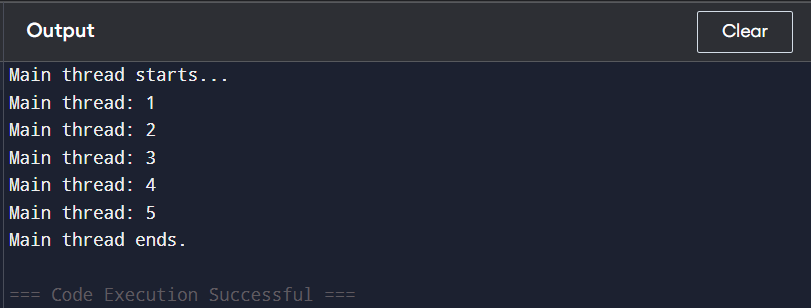 Output
Clear
Main thread starts...
Main thread: 1
Main thread: 2
Main thread: 3
Main thread: 4
Main thread: 5
Main thread ends.
=== Code Execution Successful ===